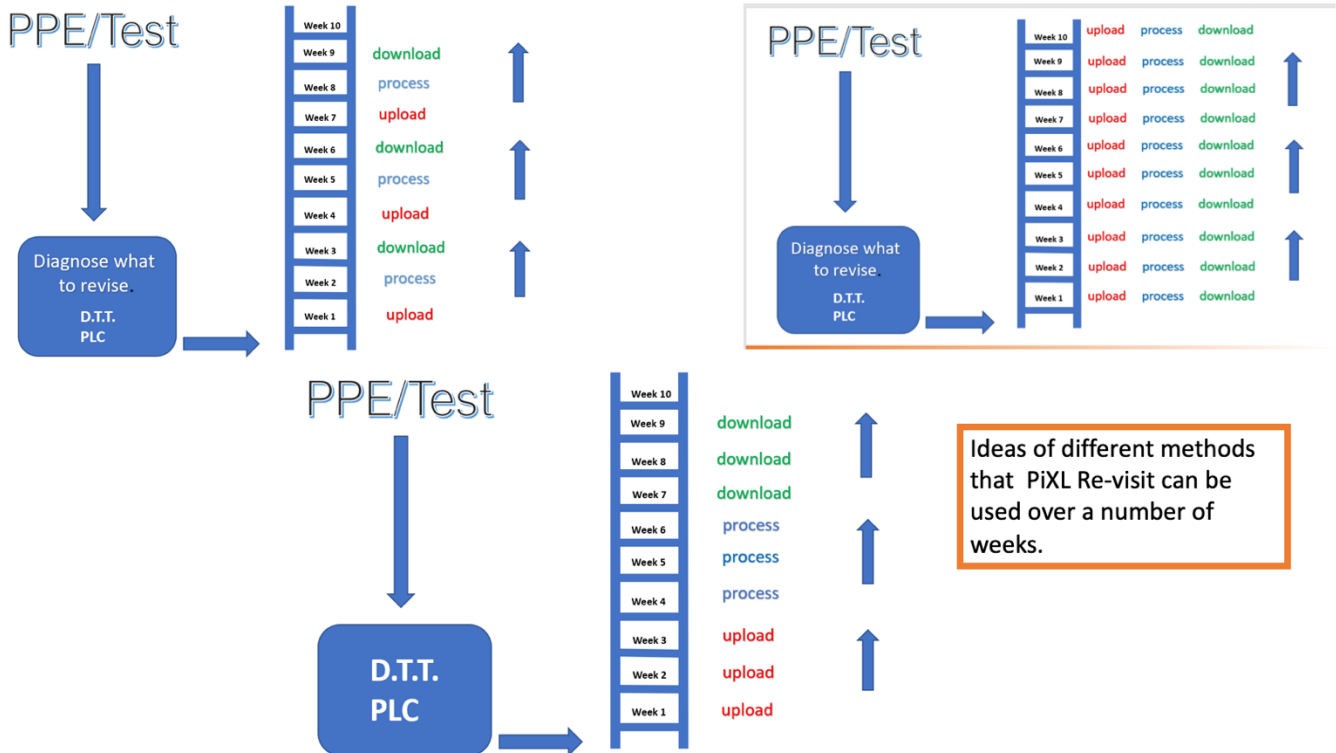 PPE/Test
Diagnose what
to revise.
D.T.T.
PLC
Week 10
Week 9 download
Week 8 process
Week 7 upload
Week 6 download
Week 5 process
Week 4 upload
Week 3 download
Week 2 process
Week 1 upload
PPE/Test
Diagnose what
to revise.
D.T.T.
PLC
Week 10 upload process download
Week 9 upload process download
Week 8 upload process download
Week 7 upload process download
Week 6 upload process download
Week 5 upload process download
Week 4 upload process download
Week 3 upload process download
Week 2 upload process download
Week 1 upload process download
PPE/Test
D.T.T.
PLC
Week 10
Week 9 download
Week 8 download
Week 7 download
Week 6 process
Week 5 process
Week 4 process
Week 3 upload
Week 2 upload
Week 1 upload
Ideas of different methods
that PiXL Re-visit can be
used over a number of
weeks.